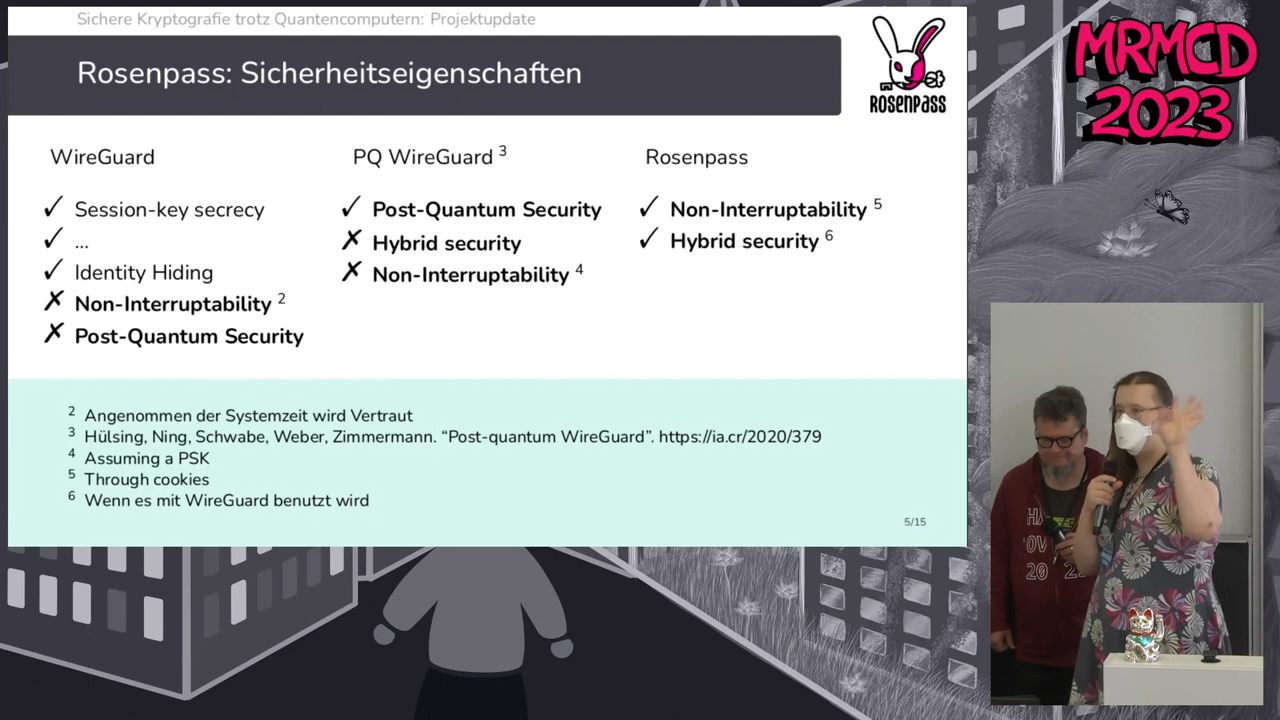 Sichere Kryptografie trotz Quantencomputern: Projektupdate
Rosenpass: Sicherheitseigenschaften
ROSENPASS
MRMCD
2023
WireGuard
✓ Session-key secrecy
✓ ...
✓ Identity Hiding
✗ Non-Interruptability 2
✗ Post-Quantum Security
PQ WireGuard 3
✓ Post-Quantum Security
✗ Hybrid security
✗ Non-Interruptability 4
Rosenpass
✓ Non-Interruptability 5
✓ Hybrid security 6
2 Angenommen der Systemzeit wird Vertraut
3 Hülsing, Ning, Schwabe, Weber, Zimmermann. “Post-quantum WireGuard”. https://ia.cr/2020/379
4 Assuming a PSK
5 Through cookies
6 Wenn es mit WireGuard benutzt wird
5/15